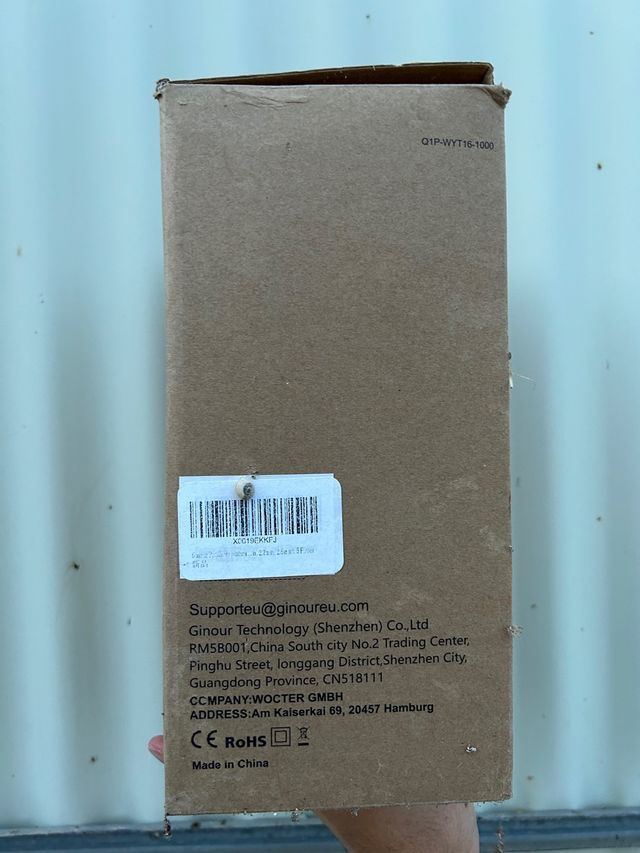 Q1P-WYT16-1000
Supporteu@ginoureu.com
Ginour Technology (Shenzhen) Co.,Ltd
RM5B001,China South city No.2 Trading Center,
Pinghu Street, longgang District,Shenzhen City,
Guangdong Province, CN518111
CCMPANY:WOCTER GMBH
ADDRESS:Am Kaiserkai 69, 20457 Hamburg
CE RoHS
Made in China